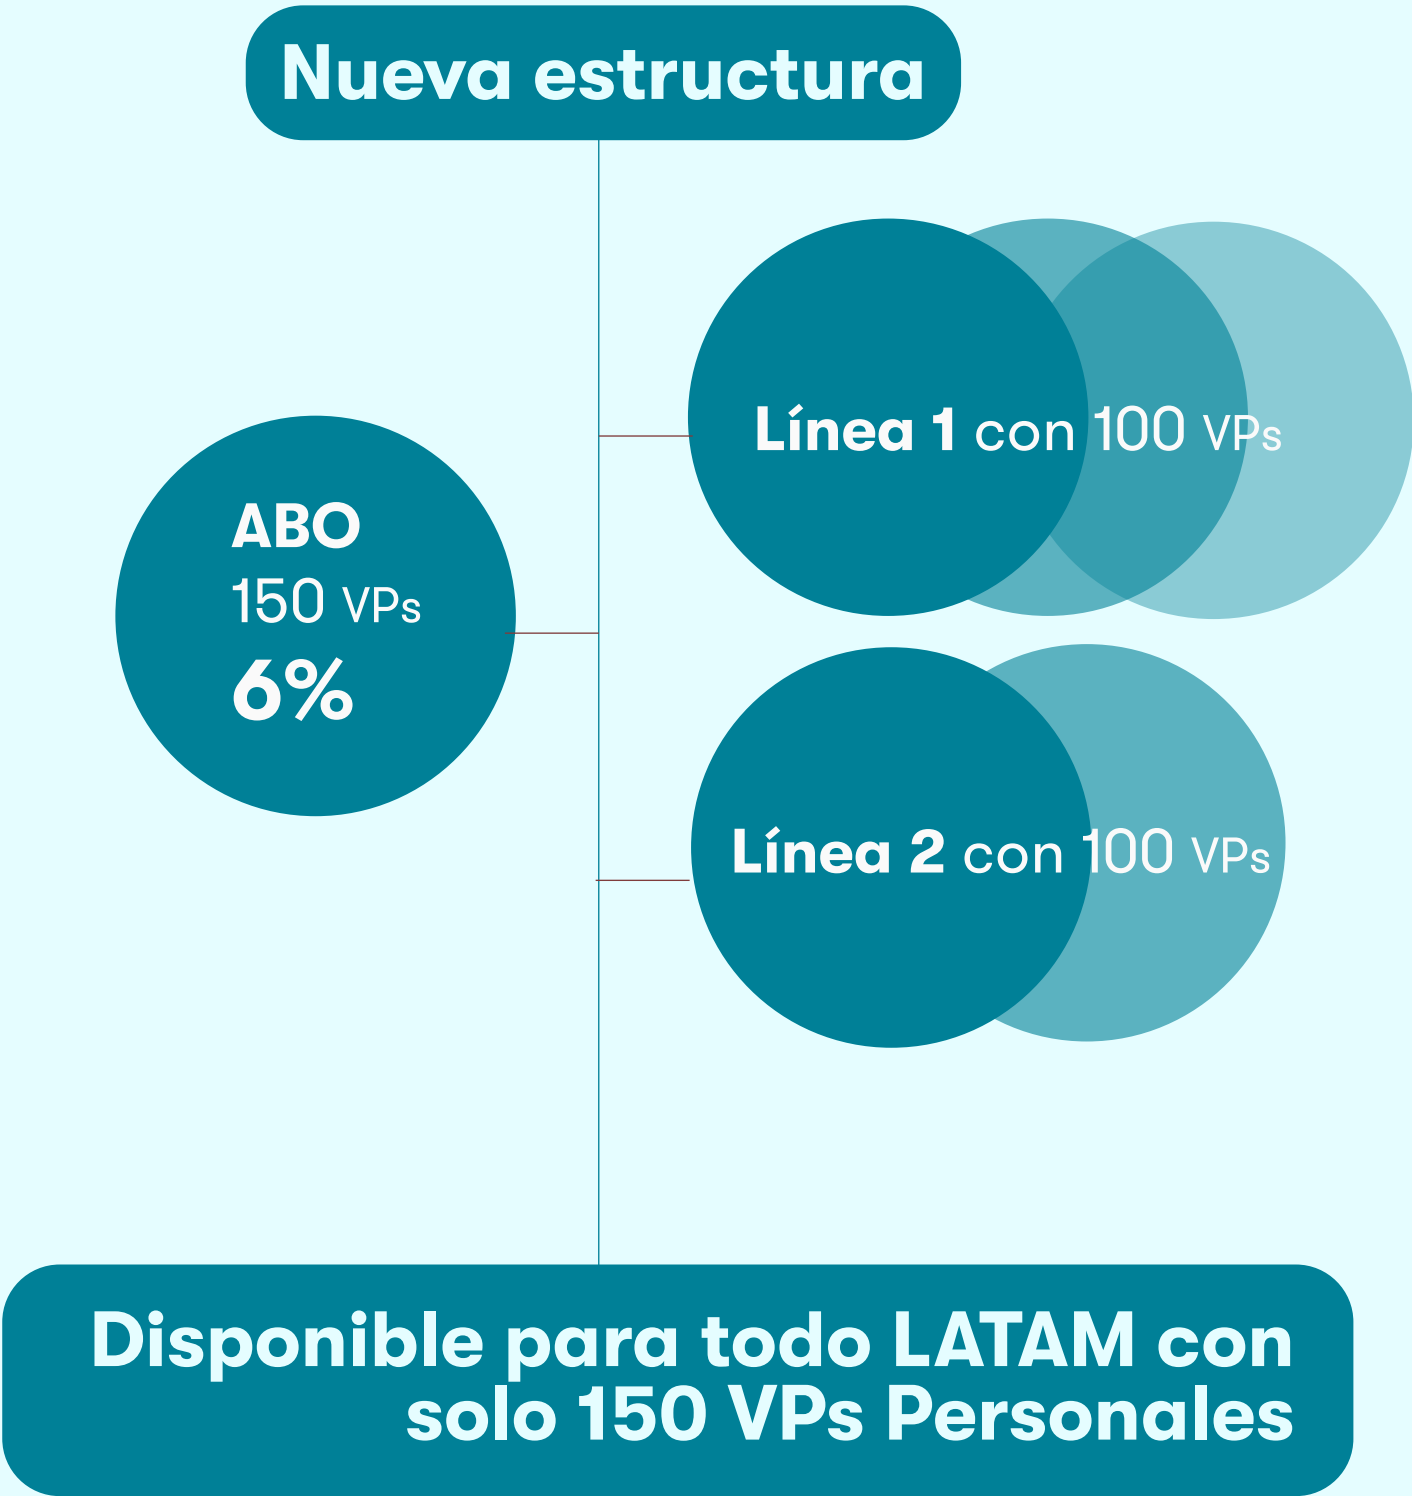 Nueva estructura
Línea 1 con 100 VPs
ABO
150 VPs
6%
Línea 2 con 100 VPs
Disponible para todo LATAM con
solo 150 VPs Personales